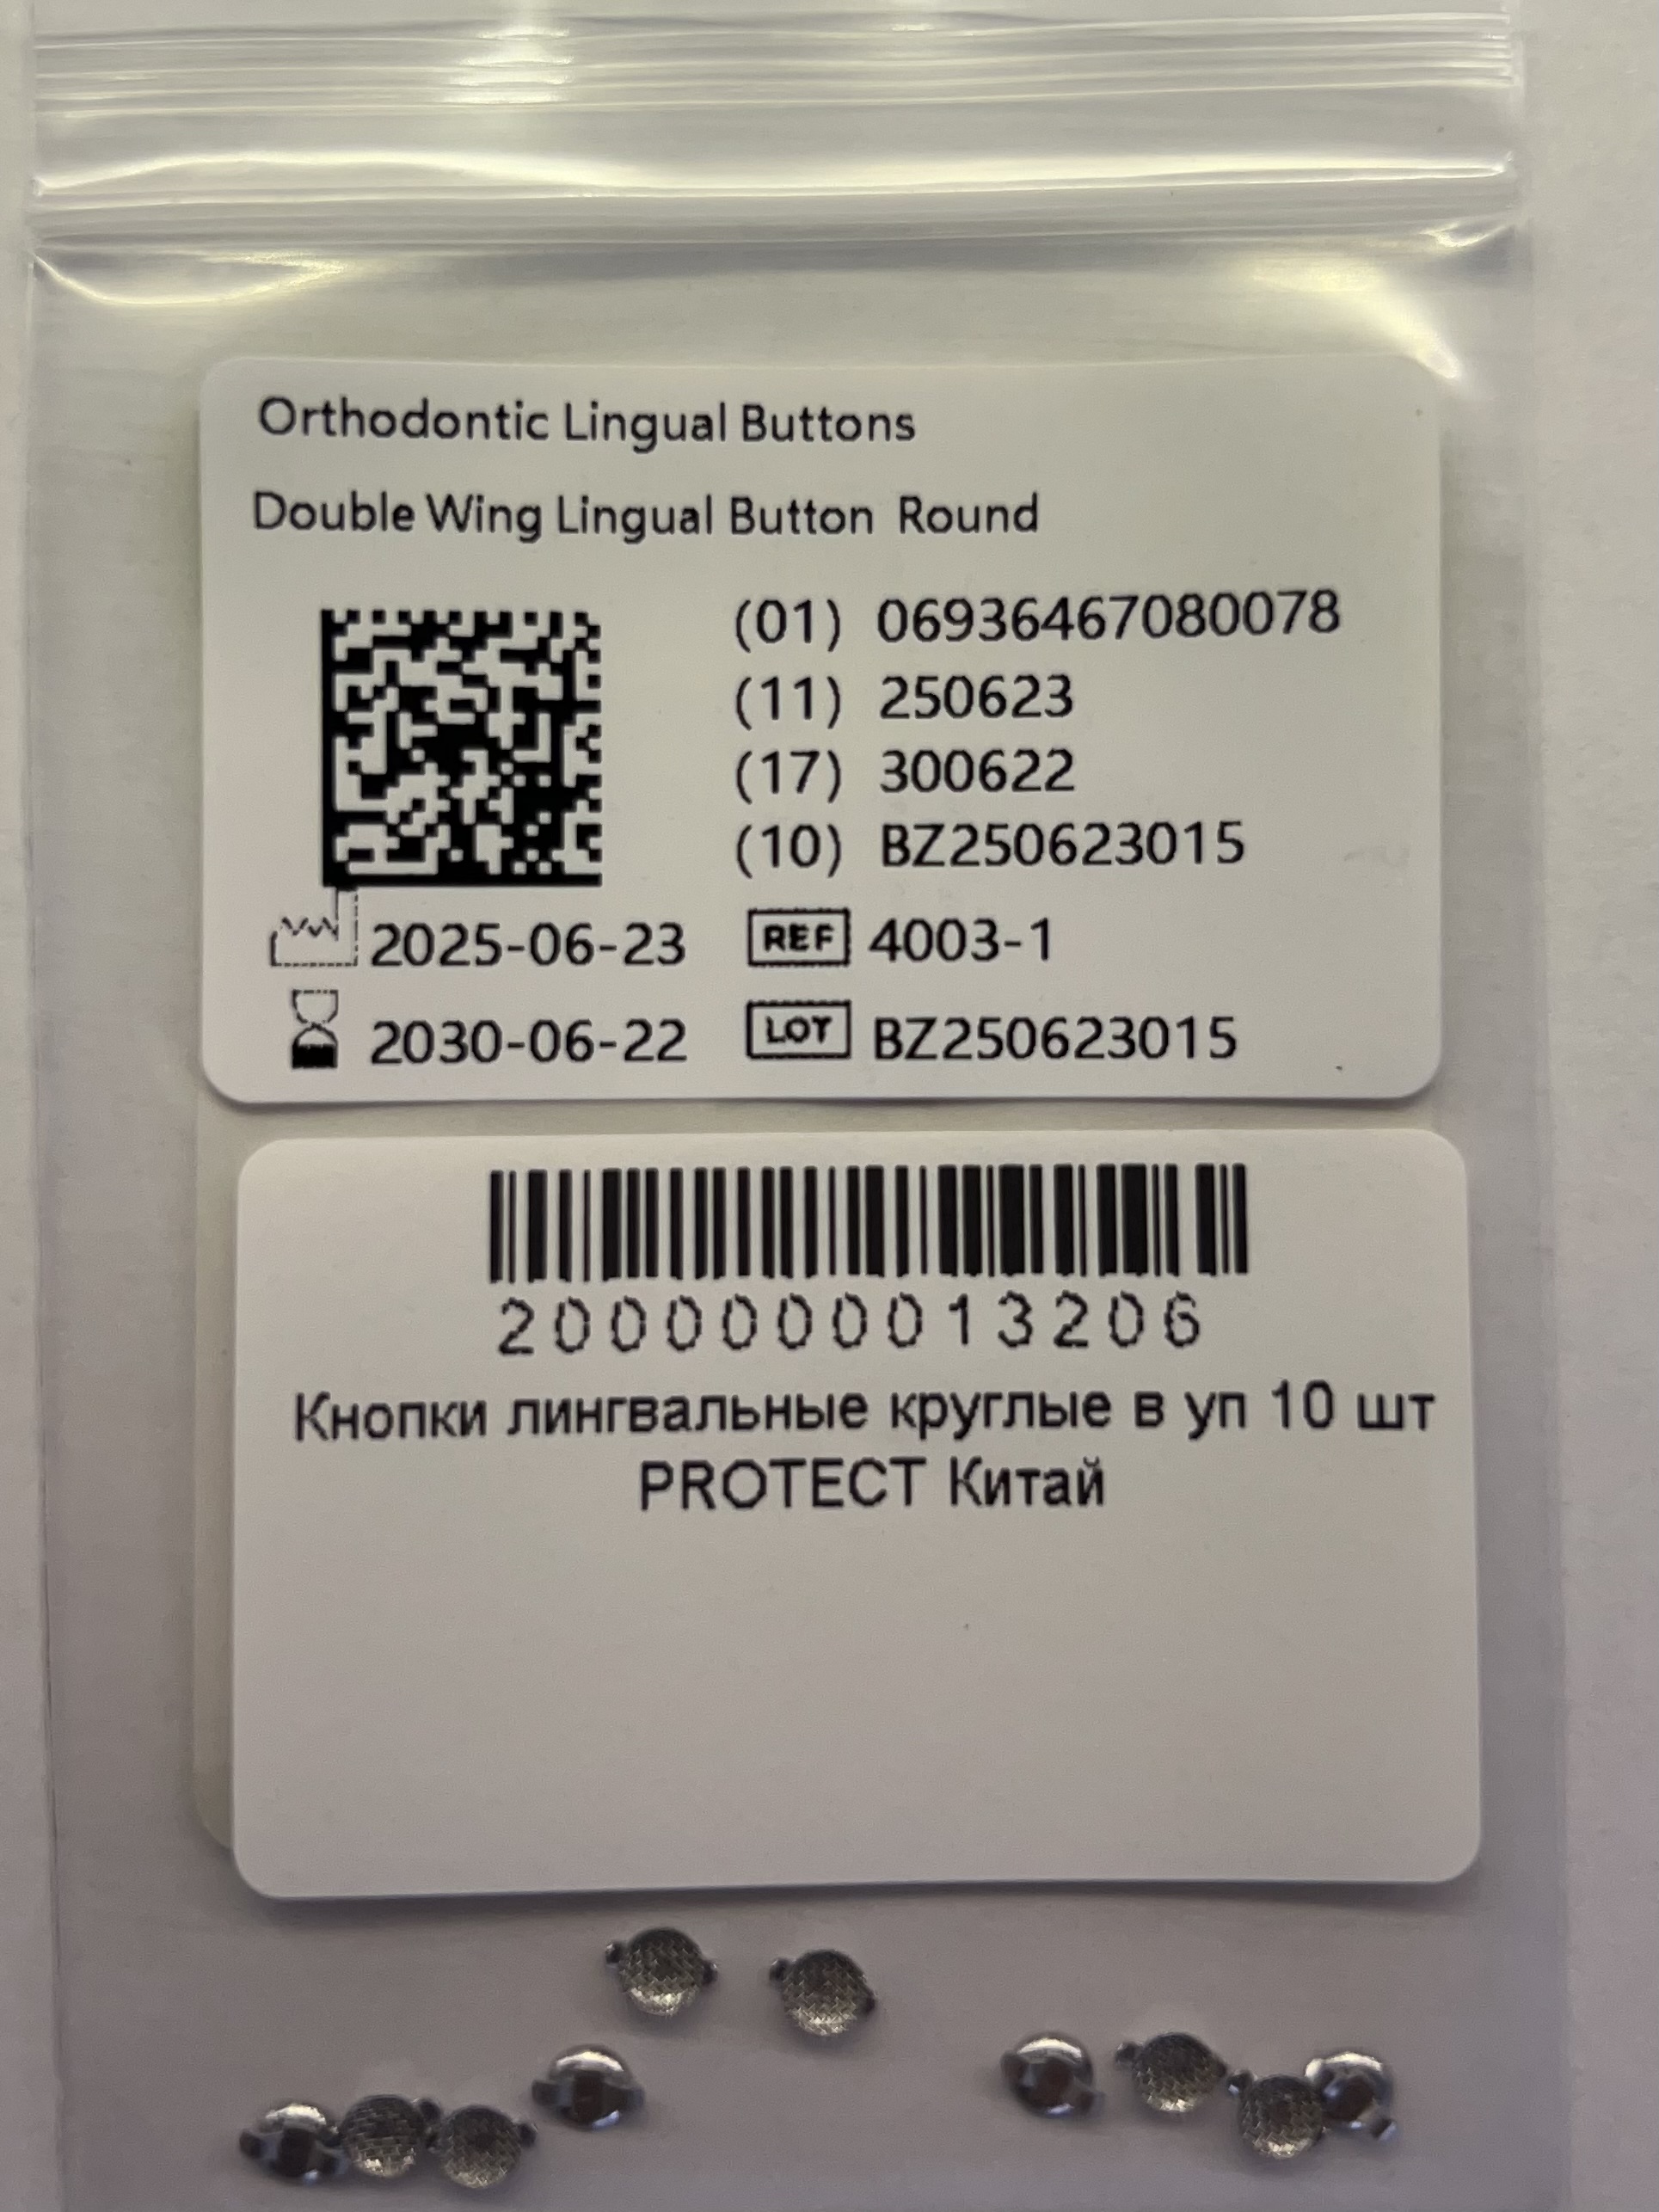 Orthodontic Lingual Buttons
Double Wing Lingual Button Round
(01) 06936467080078
(11) 250623
(17) 300622
(10) BZ250623015
2025-06-23 REF 4003-1
2030-06-22 LOT BZ250623015
2000000013206
Кнопки лингвальные круглые в уп 10 шт
PROTECT Китай